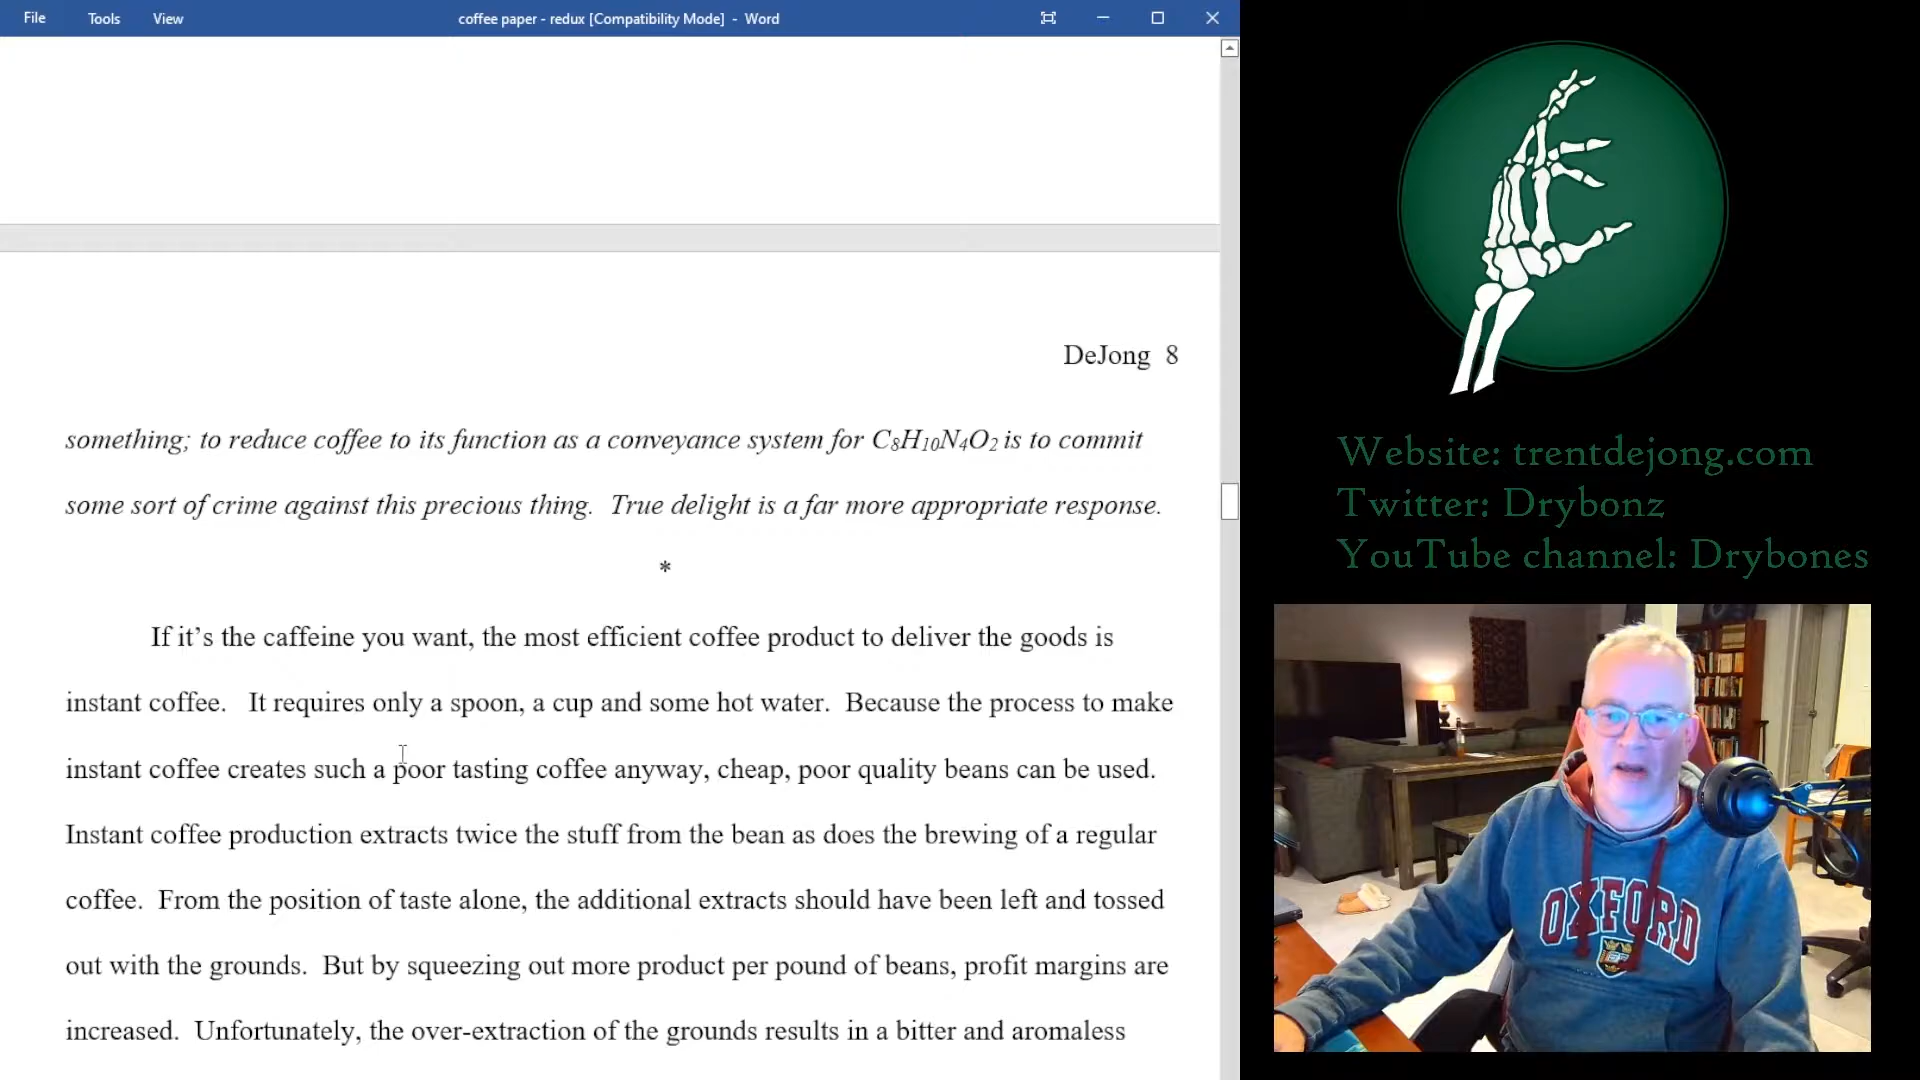 File Tools View coffee paper - redux [Compatibility Mode] - Word
DeJong 8
something; to reduce coffee to its function as a conveyance system for C8H10N4O2 is to commit
some sort of crime against this precious thing. True delight is a far more appropriate response.
*
If it’s the caffeine you want, the most efficient coffee product to deliver the goods is
instant coffee. It requires only a spoon, a cup and some hot water. Because the process to make
instant coffee creates such a poor tasting coffee anyway, cheap, poor quality beans can be used.
Instant coffee production extracts twice the stuff from the bean as does the brewing of a regular
coffee. From the position of taste alone, the additional extracts should have been left and tossed
out with the grounds. But by squeezing out more product per pound of beans, profit margins are
increased. Unfortunately, the over-extraction of the grounds results in a bitter and aromaless
Website: trentdejong.com
Twitter: Drybonz
YouTube channel: Drybones
OXFORD